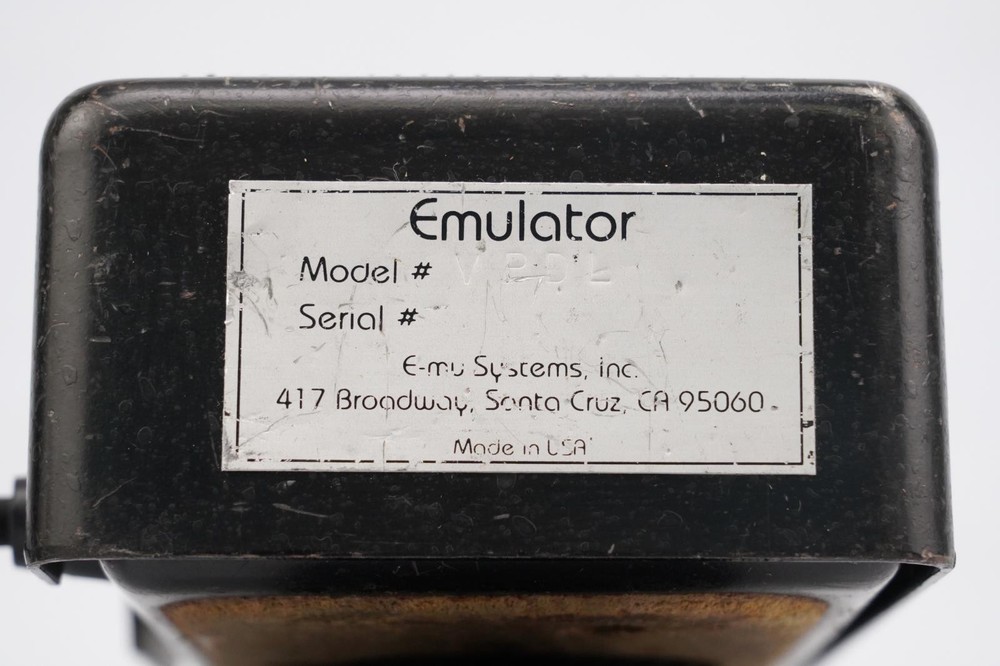 Emulator
Model #
Serial #
E-mu Systems, inc.
417 Broadway, Santa Cruz, CA 95060
Made in USA